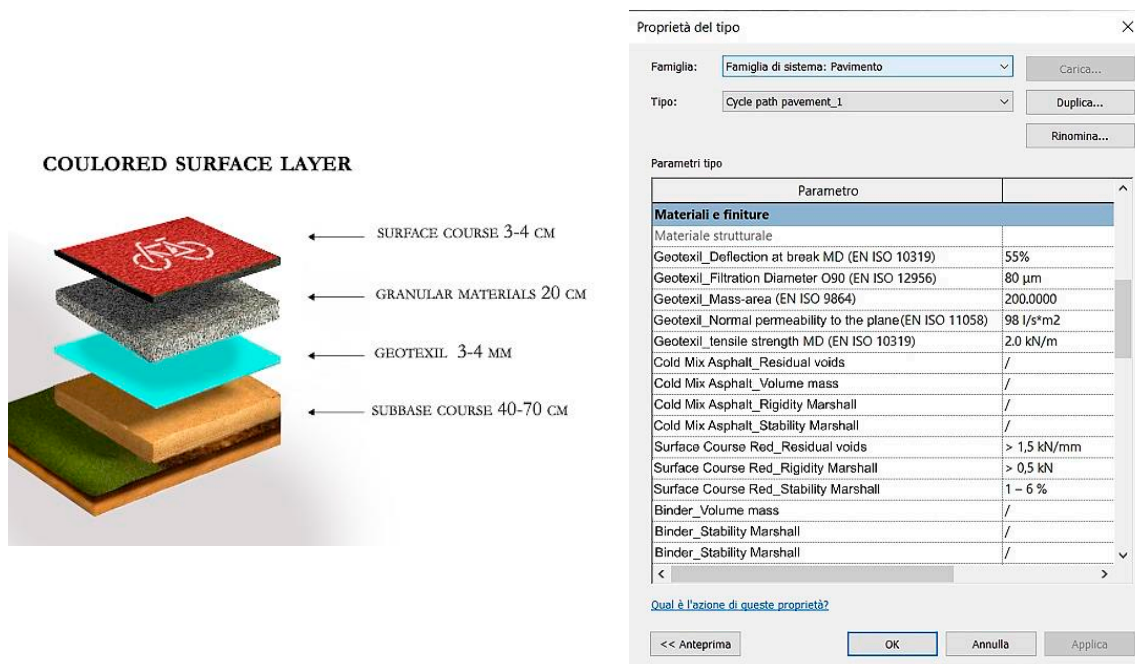 COULORED SURFACE LAYER
SURFACE COURSE 3-4 CM
GRANULAR MATERIALS 20 CM
GEOTEXIL 3-4 MM
SUBBASE COURSE 40-70 CM
Proprietà del tipo
Famiglia: Famiglia di sistema: Pavimento Carica...
Tipo: Cycle path pavement_1 Duplica...
Rinomina...
Parametri tipo
Parametro
Materiali e finiture
Materiale strutturale
Geotexil_Deflection at break MD (EN ISO 10319) 55%
Geotexil_Filtration Diameter O90 (EN ISO 12956) 80 µm
Geotexil_Mass-area (EN ISO 9864) 200.0000
Geotexil_Normal permeability to the plane(EN ISO 11058) 98 l/s*m2
Geotexil_tensile strength MD (EN ISO 10319) 2.0 kN/m
Cold Mix Asphalt_Residual voids /
Cold Mix Asphalt_Volume mass /
Cold Mix Asphalt_Rigidity Marshall /
Cold Mix Asphalt_Stability Marshall /
Surface Course Red_Residual voids > 1,5 kN/mm
Surface Course Red_Rigidity Marshall > 0,5 kN
Surface Course Red_Stability Marshall 1 – 6 %
Binder_Volume mass /
Binder_Stability Marshall /
Binder_Stability Marshall /
Qual è l'azione di queste proprietà?
<< Anteprima OK Annulla Applica